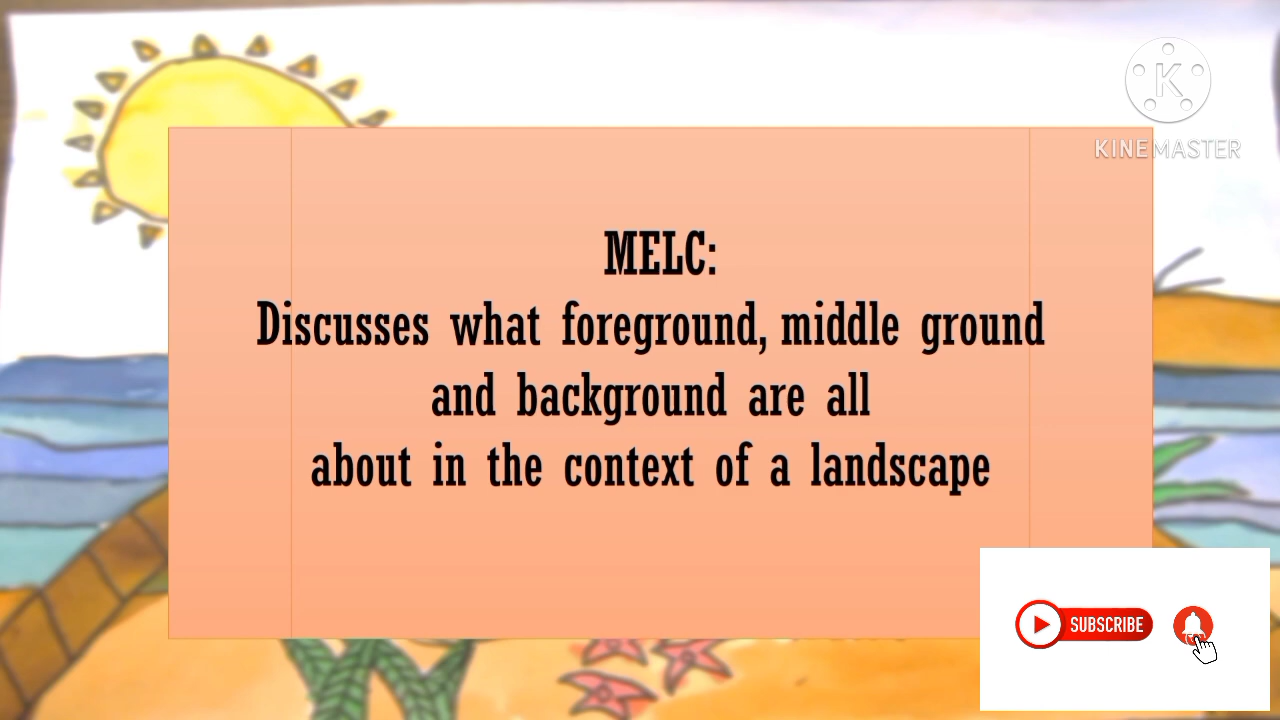 KINEMASTER
MELC:
Discusses what foreground, middle ground
and background are all
about in the context of a landscape
SUBSCRIBE